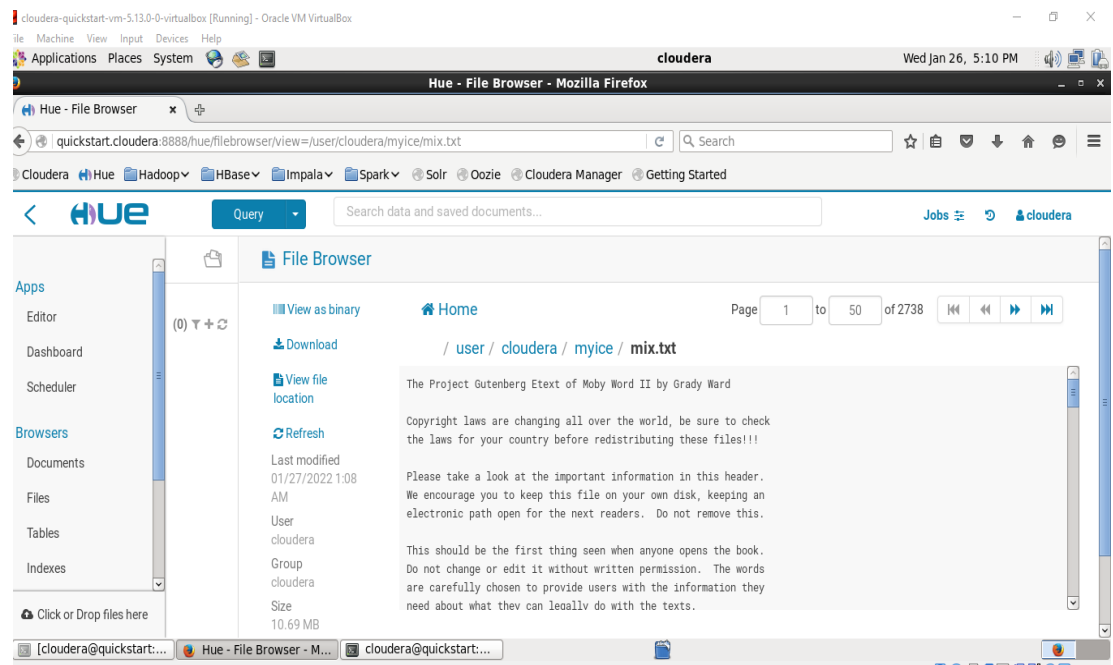 cloudera-quickstart-vm-5.13.0-0-virtualbox [Running] - Oracle VM VirtualBox
Machine View Input Devices Help
Applications Places System cloudera Wed Jan 26, 5:10 PM
Hue - File Browser - Mozilla Firefox
Hue - File Browser
quickstart.cloudera:8888/hue/filebrowser/view=/user/cloudera/myice/mix.txt Search
Cloudera Hue Hadoop HBase Impala Spark Solr Oozie Cloudera Manager Getting Started
HUE Query Search data and saved documents... Jobs cloudera
File Browser
Apps
Editor
Dashboard
Scheduler
Browsers
Documents
Files
Tables
Indexes
Click or Drop files here
(0)
View as binary
Download
View file
location
Refresh
Last modified
01/27/2022 1:08
AM
User
cloudera
Group
cloudera
Size
10.69 MB
Home Page 1 to 50 of 2738
/ user / cloudera / myice / mix.txt
The Project Gutenberg Etext of Moby Word II by Grady Ward
Copyright laws are changing all over the world, be sure to check
the laws for your country before redistributing these files!!!
Please take a look at the important information in this header.
We encourage you to keep this file on your own disk, keeping an
electronic path open for the next readers.  Do not remove this.
This should be the first thing seen when anyone opens the book.
Do not change or edit it without written permission.  The words
are carefully chosen to provide users with the information they
need about what they can legally do with the texts.
[cloudera@quickstart:... Hue - File Browser - M... cloudera@quickstart:...